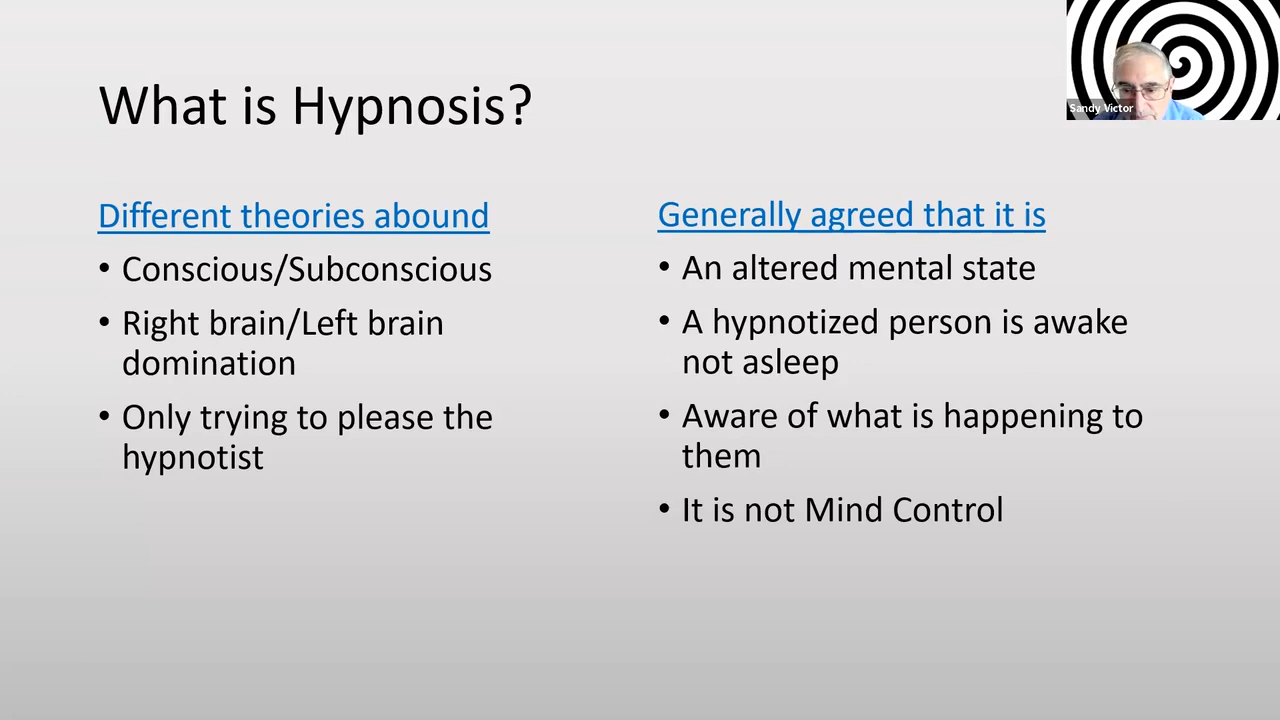 What is Hypnosis?
Sandy Victor
Different theories abound
• Conscious/Subconscious
• Right brain/Left brain
domination
• Only trying to please the
hypnotist
Generally agreed that it is
• An altered mental state
• A hypnotized person is awake
not asleep
• Aware of what is happening to
them
• It is not Mind Control